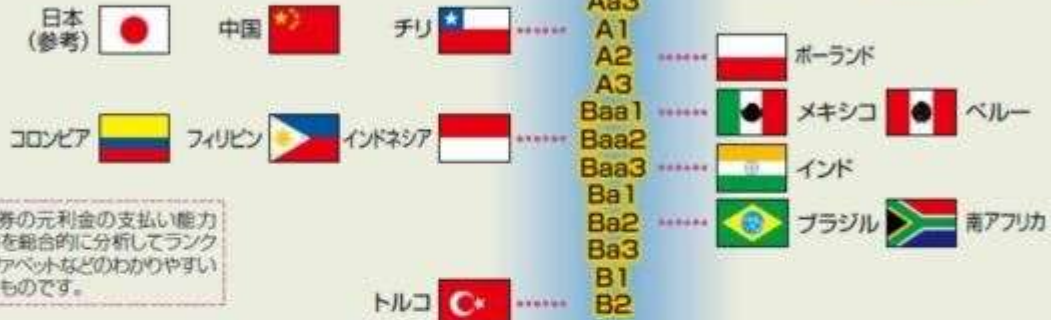 Aa3
日本
(参考)
中国
チリ
A1
A2
ポーランド
A3
Baa1
メキシコ
ペルー
コロンビア
フィリピン
インドネシア
Baa2
Baa3
インド
Ba1
Ba2
ブラジル
南アフリカ
Ba3
券の元利金の支払い能力
を総合的に分析してランク
ァベットなどのわかりやすい
ものです。
B1
トルコ
B2